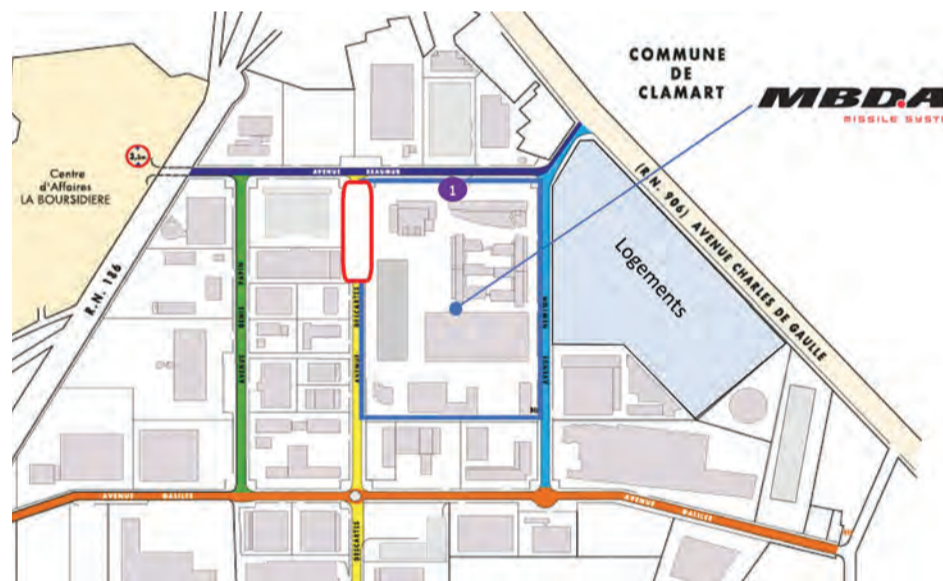 COMMUNE
DE
CLAMART
MBDA
MISSILE SYSTE
Centre
d'Affaires
LA BOURSIDIERE
AVENUE REAUMUR
1
(R.N. 906) AVENUE CHARLES DE GAULLE
R.N. 186
Logements
AVENUE DENIS PAPIN
AVENUE DESCARTES
AVENUE NEWTON
AVENUE GALILEE
AVENUE GALILEE
DESCARTES